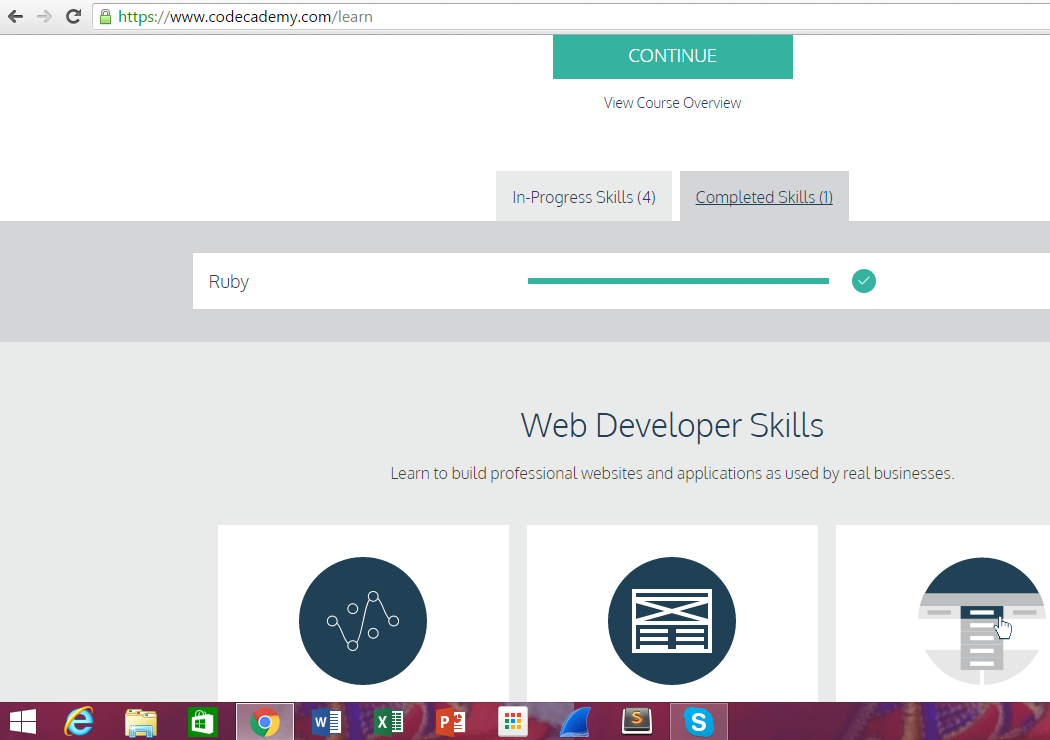 https://www.codecademy.com/learn
CONTINUE
View Course Overview
In-Progress Skills (4)
Completed Skills (1)
Ruby
Web Developer Skills
Learn to build professional websites and applications as used by real businesses.